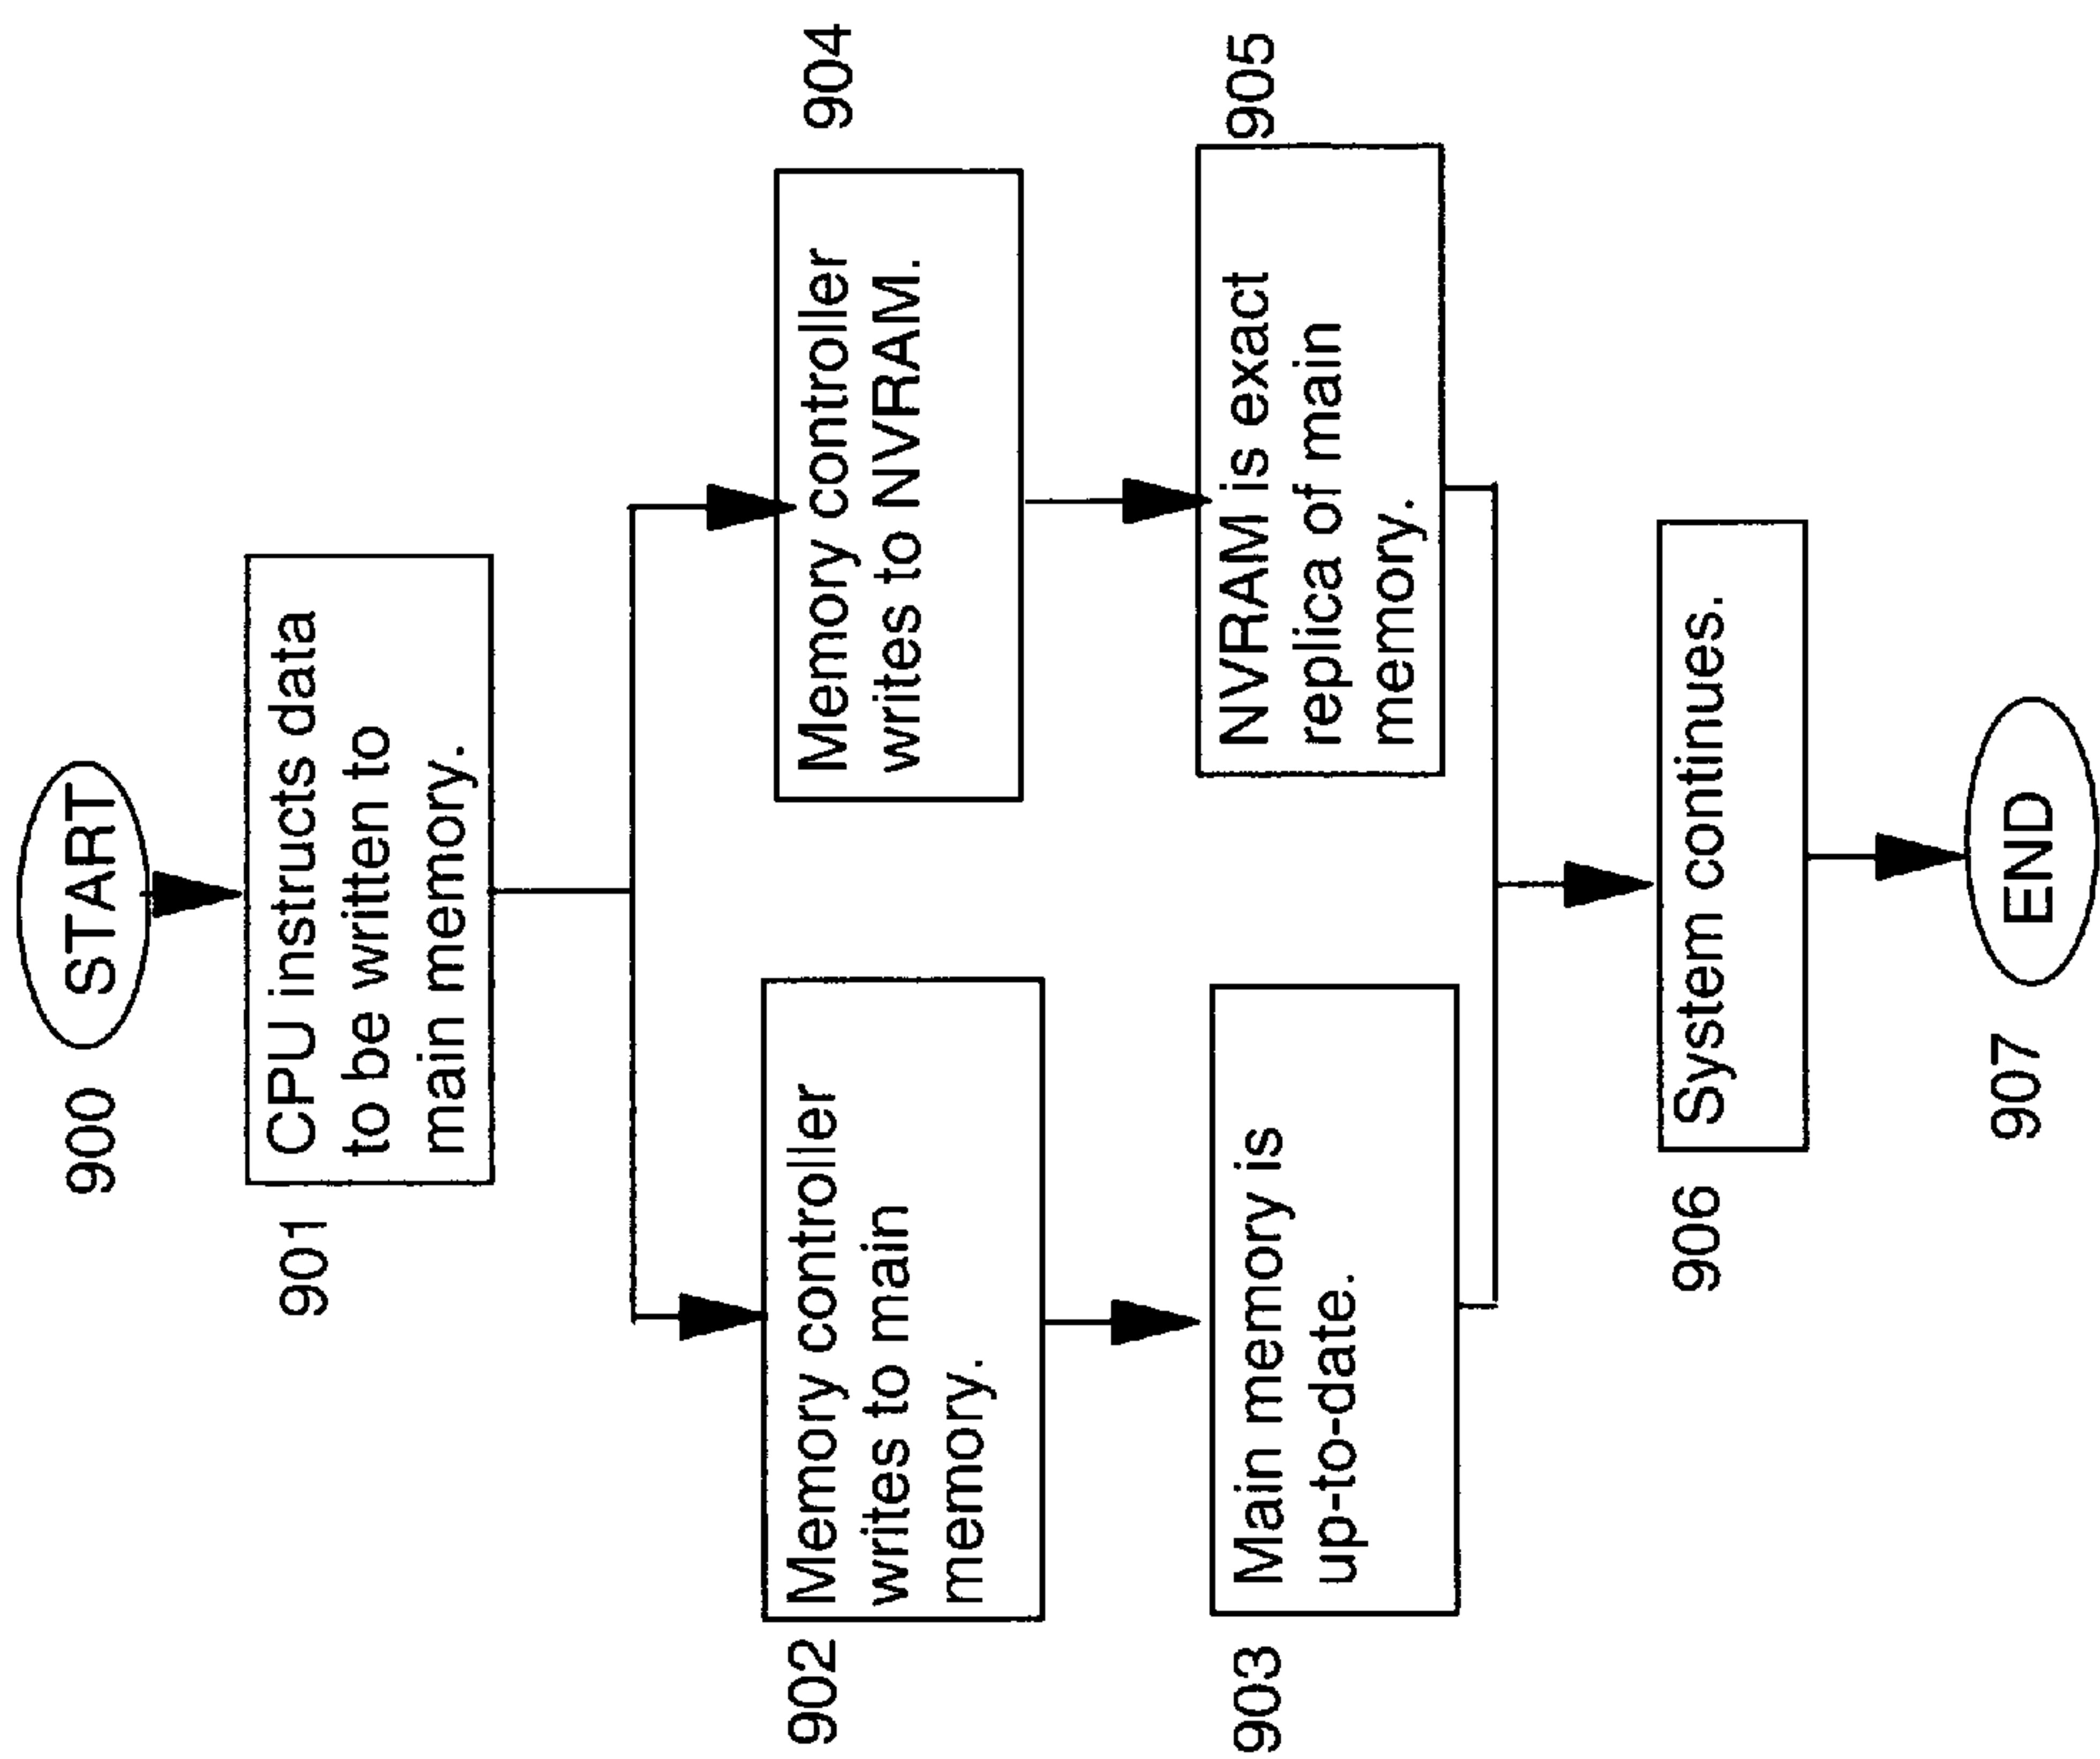 900
START
901
CPU instructs data
to be written to
main memory.
902
Memory controller
writes to main
memory.
904
Memory controller
writes to NVRAM.
903
Main memory is
up-to-date.
905
NVRAM is exact
replica of main
memory.
906
System continues.
907
END